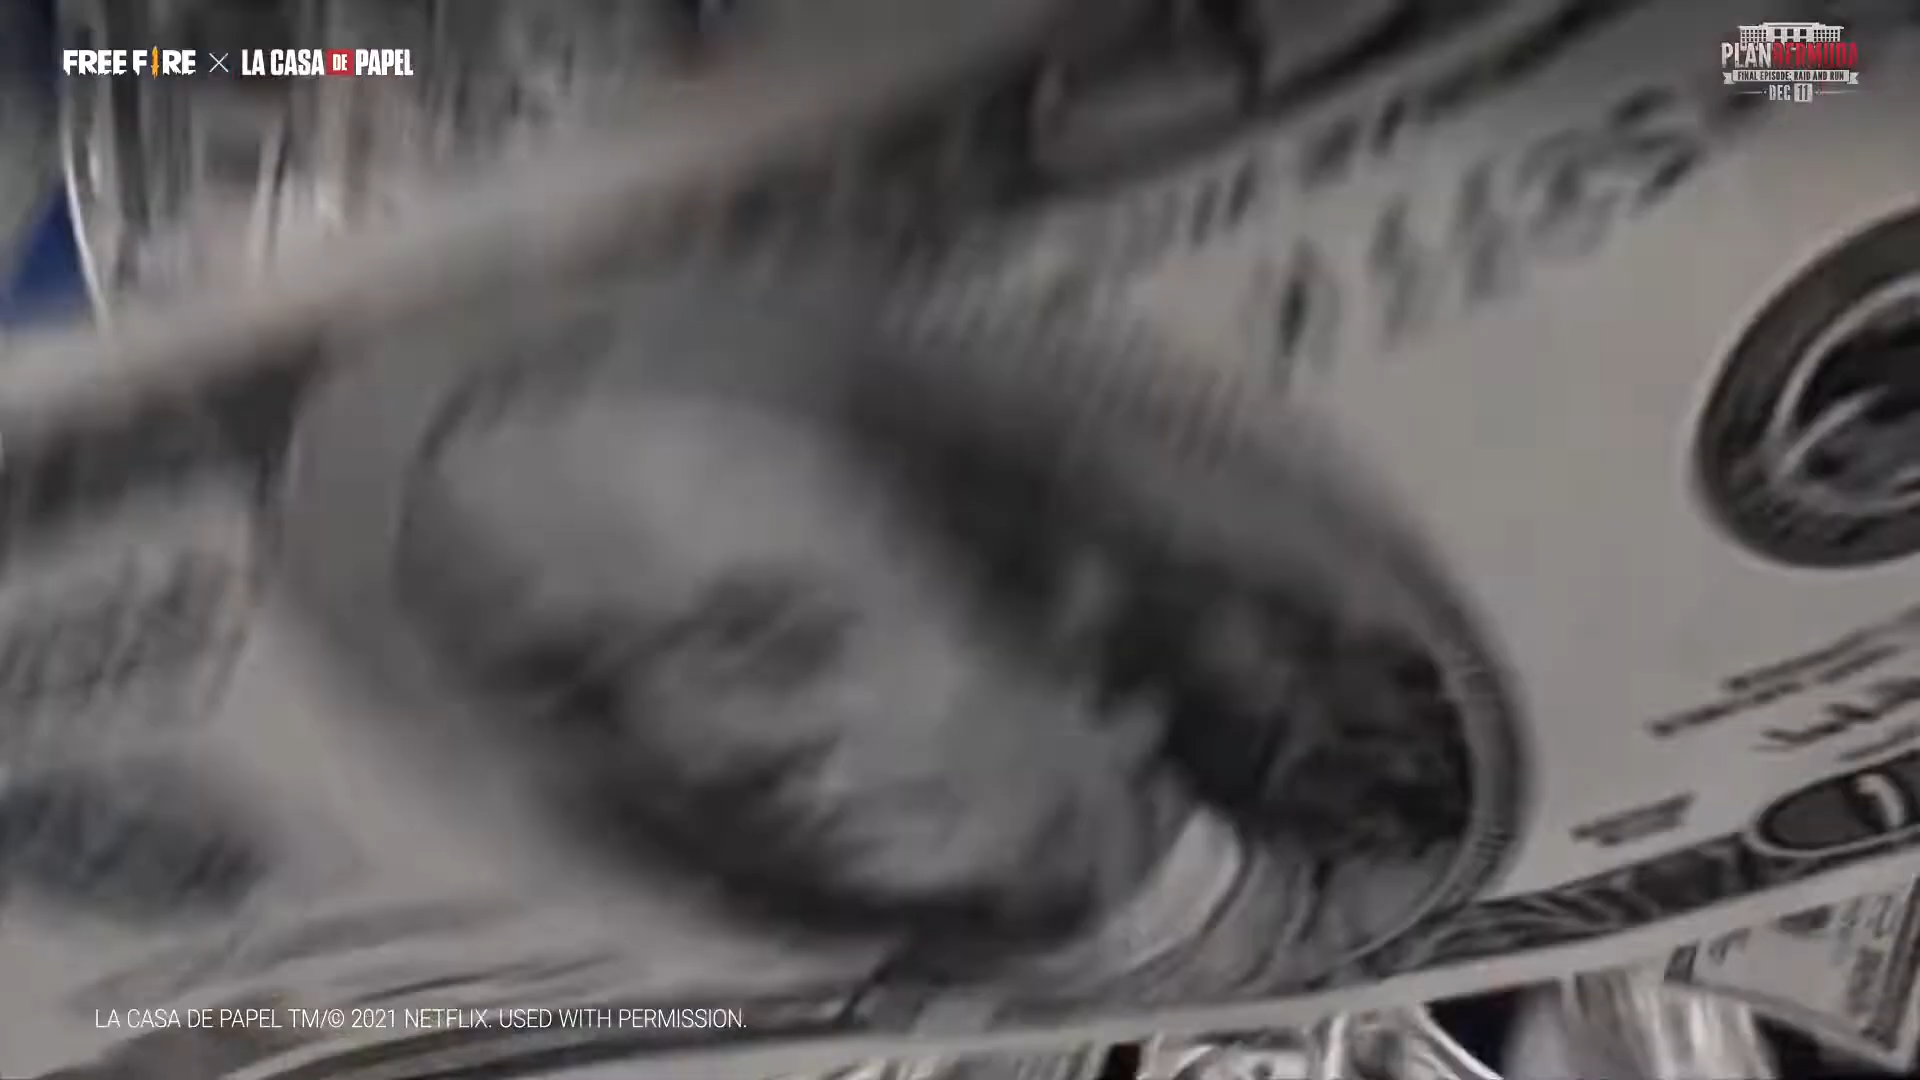 FREE FIRE × LA CASA DE PAPEL
PLAN BERMUDA
FINAL EPISODE: RAID AND RUN
DEC 11
LA CASA DE PAPEL TM/© 2021 NETFLIX. USED WITH PERMISSION.